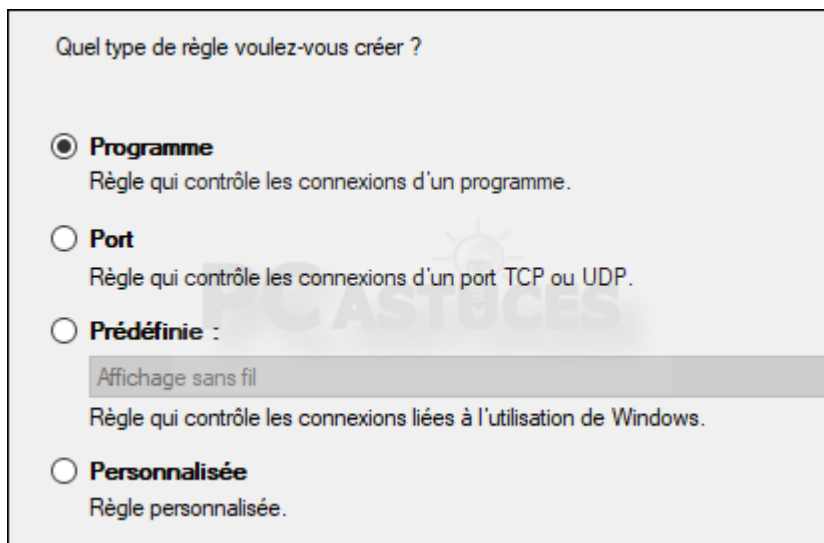 Quel type de règle voulez-vous créer ?
Programme
Règle qui contrôle les connexions d'un programme.
Port
Règle qui contrôle les connexions d'un port TCP ou UDP.
PC ASTUCES
Prédéfinie :
Affichage sans fil
Règle qui contrôle les connexions liées à l'utilisation de Windows.
Personnalisée
Règle personnalisée.